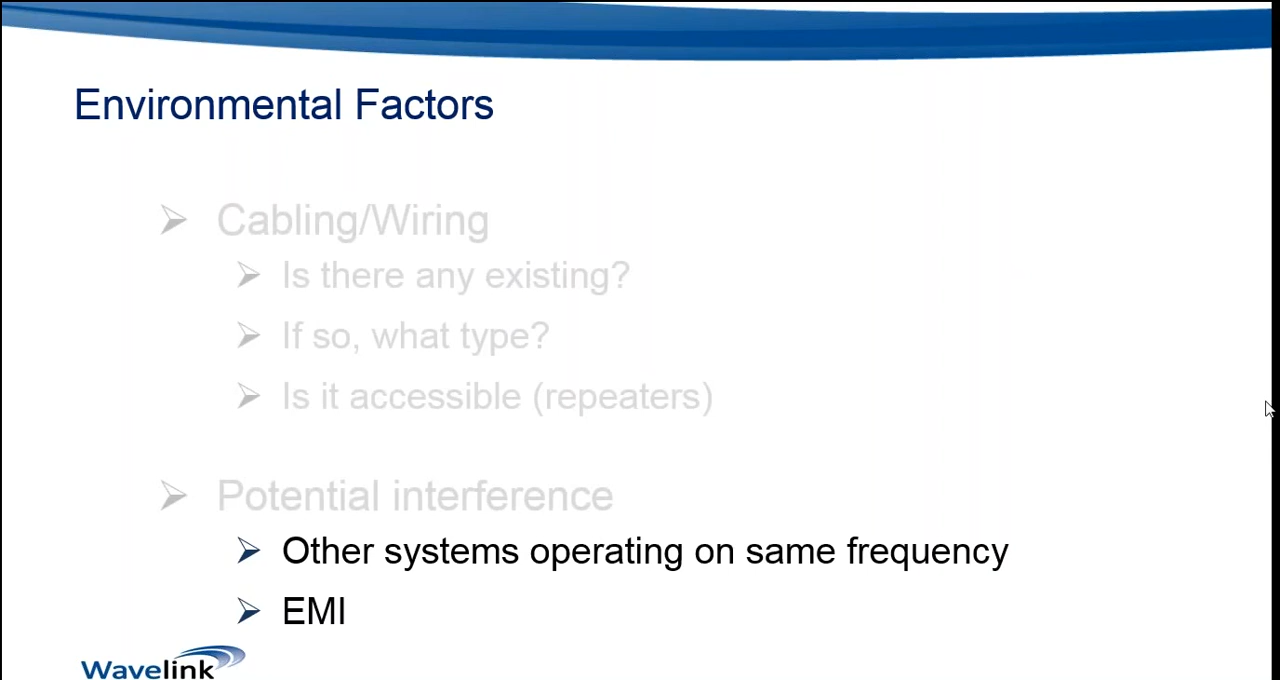 Environmental Factors
Cabling/Wiring
Is there any existing?
If so, what type?
Is it accessible (repeaters)
Potential interference
Other systems operating on same frequency
EMI
Wavelink